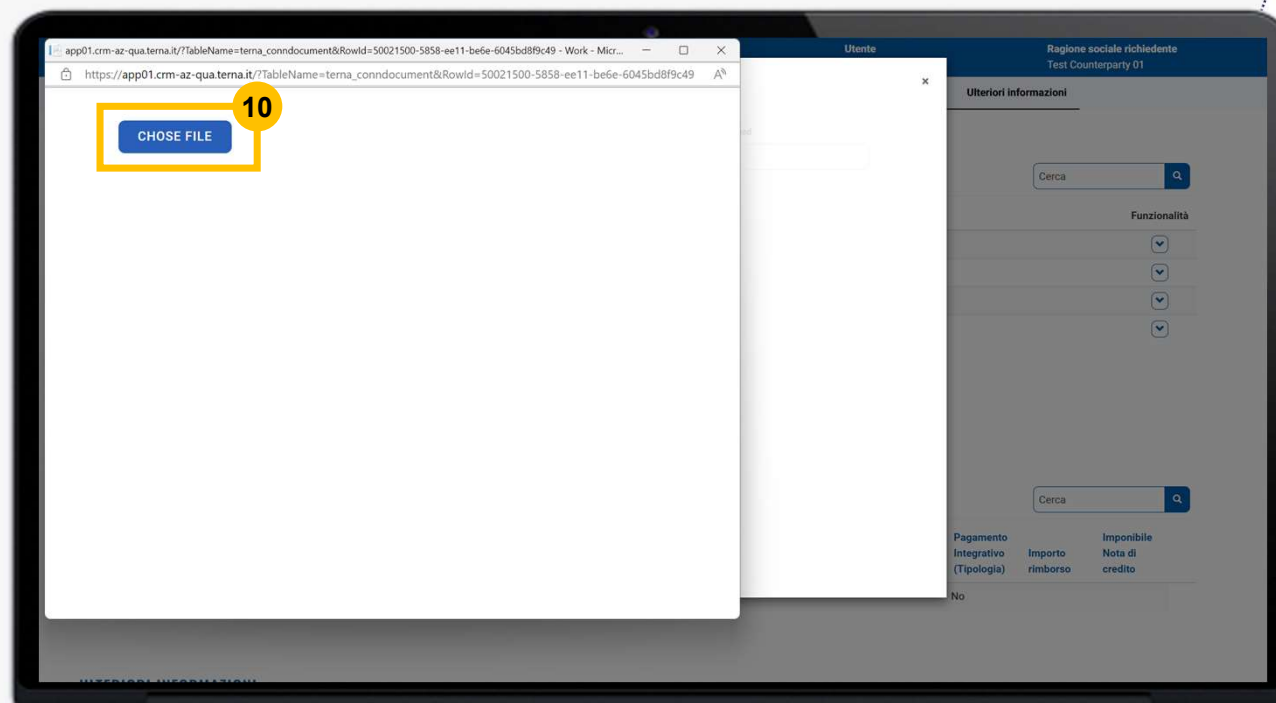 app01.crm-az-qua.terna.it/?TableName=terna_conndocument&RowId=50021500-5858-ee11-be6e-6045bd8f9c49 - Work - Micr...
https://app01.crm-az-qua.terna.it/?TableName=terna_conndocument&RowId=50021500-5858-ee11-be6e-6045bd8f9c49
10
CHOSE FILE
Utente
Ragione sociale richiedente
Test Counterparty 01
Ulteriori informazioni
Cerca
Funzionalità
Cerca
Pagamento
Integrativo
(Tipologia)
Importo
rimborso
Imponibile
Nota di
credito
No
ULTERIORI INFORMAZIONI